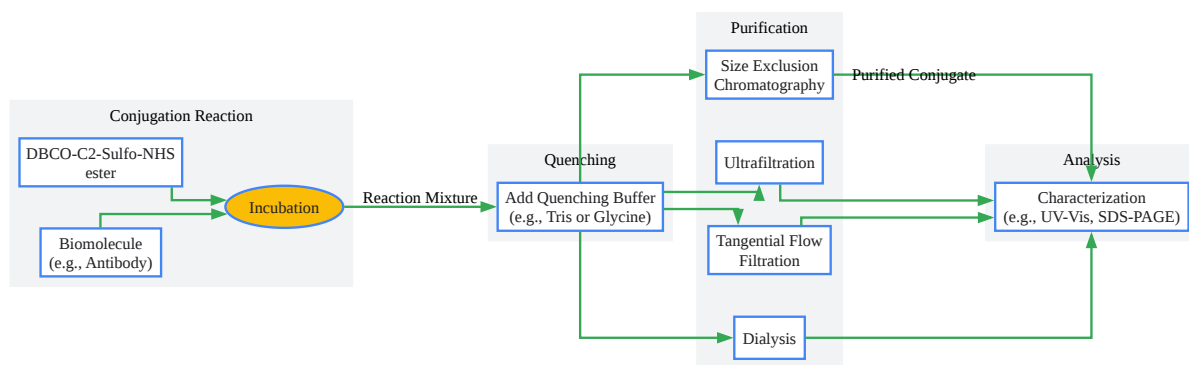 Conjugation Reaction
DBCO-C2-Sulfo-NHS
ester
Biomolecule
(e.g., Antibody)
Incubation
Reaction Mixture
Quenching
Add Quenching Buffer
(e.g., Tris or Glycine)
Purification
Size Exclusion
Chromatography
Ultrafiltration
Tangential Flow
Filtration
Dialysis
Purified Conjugate
Analysis
Characterization
(e.g., UV-Vis, SDS-PAGE)